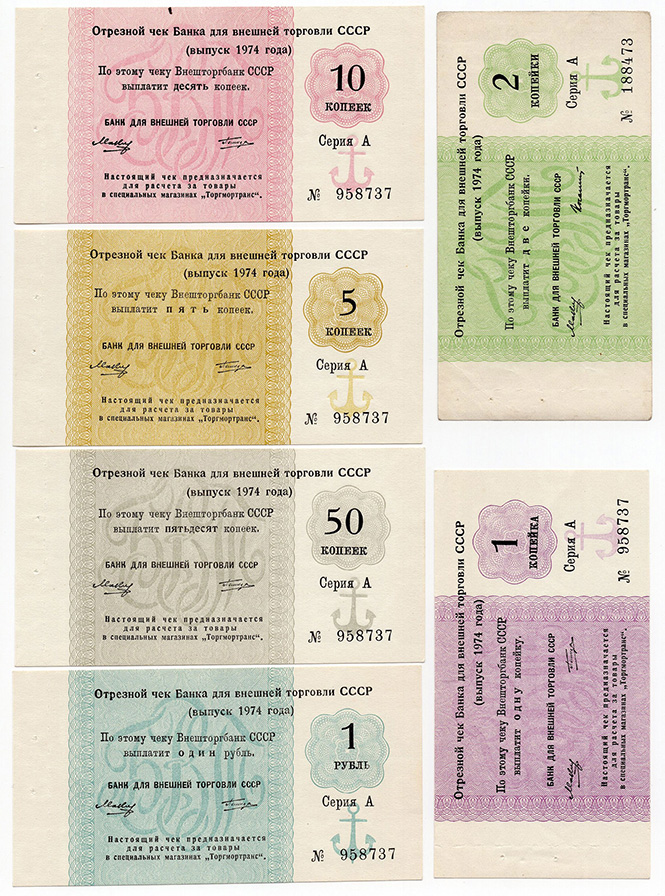 Отрезной чек Банка для внешней торговли СССР
(выпуск 1974 года)
По этому чеку Внешторгбанк СССР
выплатит десять копеек.
10
КОПЕЕК
БАНК ДЛЯ ВНЕШНЕЙ ТОРГОВЛИ СССР
Серия А
Настоящий чек предназначается
для расчета за товары
в специальных магазинах „Торгмортранс“.
№ 958737
Отрезной чек Банка для внешней торговли СССР
(выпуск 1974 года)
По этому чеку Внешторгбанк СССР
выплатит пять копеек.
5
КОПЕЕК
БАНК ДЛЯ ВНЕШНЕЙ ТОРГОВЛИ СССР
Серия А
Настоящий чек предназначается
для расчета за товары
в специальных магазинах „Торгмортранс“.
№ 958737
Отрезной чек Банка для внешней торговли СССР
(выпуск 1974 года)
По этому чеку Внешторгбанк СССР
выплатит пятьдесят копеек.
50
КОПЕЕК
БАНК ДЛЯ ВНЕШНЕЙ ТОРГОВЛИ СССР
Серия А
Настоящий чек предназначается
для расчета за товары
в специальных магазинах „Торгмортранс“.
№ 958737
Отрезной чек Банка для внешней торговли СССР
(выпуск 1974 года)
По этому чеку Внешторгбанк СССР
выплатит один рубль.
1
РУБЛЬ
БАНК ДЛЯ ВНЕШНЕЙ ТОРГОВЛИ СССР
Серия А
Настоящий чек предназначается
для расчета за товары
в специальных магазинах „Торгмортранс“.
№ 958737
Отрезной чек Банка для внешней торговли СССР
(выпуск 1974 года)
По этому чеку Внешторгбанк СССР
выплатит две копейки.
2
КОПЕЙКИ
БАНК ДЛЯ ВНЕШНЕЙ ТОРГОВЛИ СССР
Серия А
Настоящий чек предназначается
для расчета за товары
в специальных магазинах „Торгмортранс“.
№ 188473
Отрезной чек Банка для внешней торговли СССР
(выпуск 1974 года)
По этому чеку Внешторгбанк СССР
выплатит одну копейку.
1
КОПЕЙКА
БАНК ДЛЯ ВНЕШНЕЙ ТОРГОВЛИ СССР
Серия А
Настоящий чек предназначается
для расчета за товары
в специальных магазинах „Торгмортранс“.
№ 958737